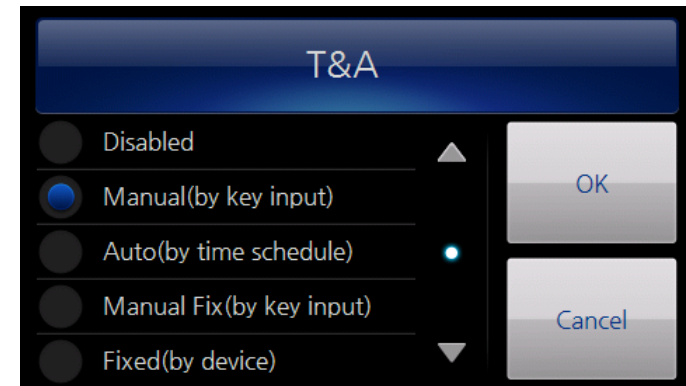 T&A
Disabled
Manual(by key input)
Auto(by time schedule)
Manual Fix(by key input)
Fixed(by device)
OK
Cancel